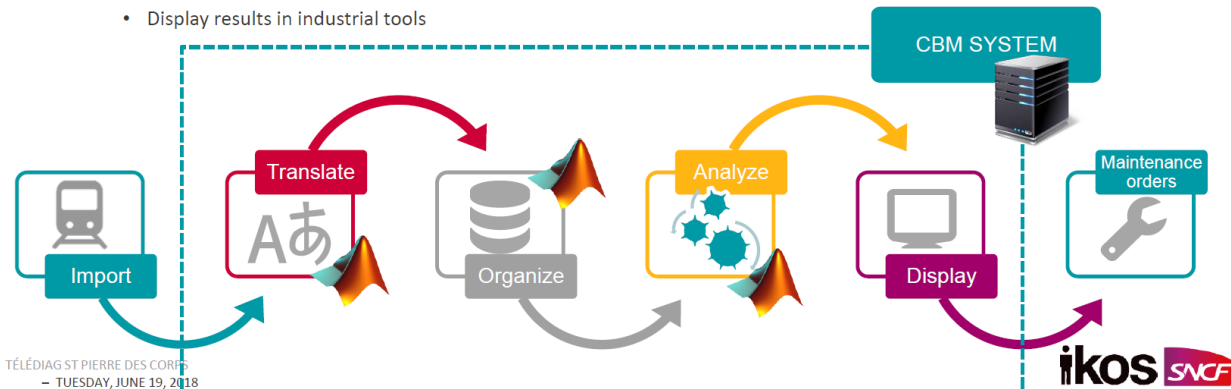 • Display results in industrial tools
CBM SYSTEM
Translate
Analyze
Maintenance
orders
Aあ
Import
Organize
Display
TÉLÉDIAG ST PIERRE DES CORPS
– TUESDAY, JUNE 19, 2018
ikos SNCF